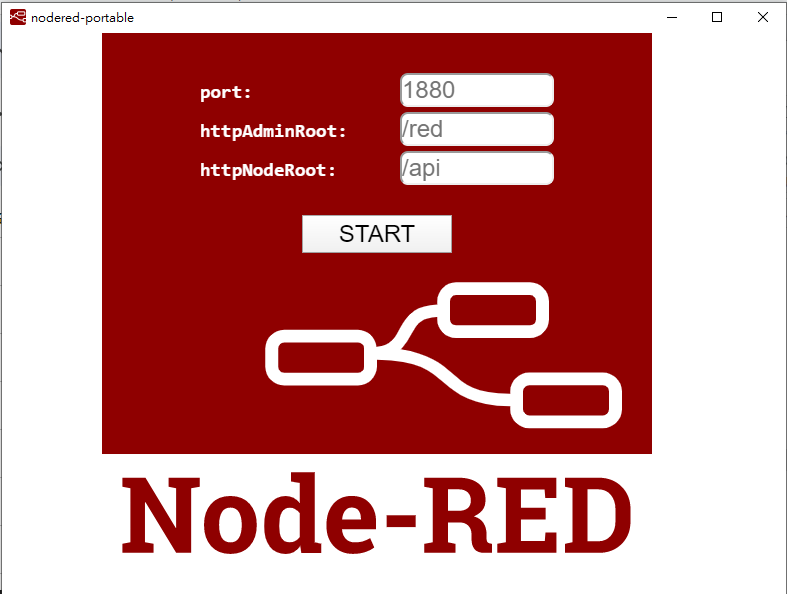 nodered-portable
port: 1880
httpAdminRoot: /red
httpNodeRoot: /api
START
Node-RED